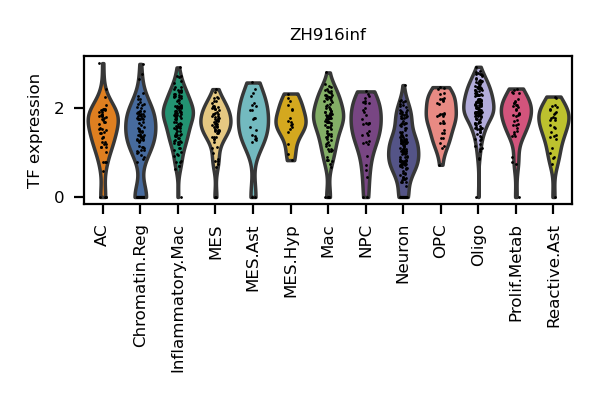 ZH916inf
TF expression
2
0
AC
Chromatin.Reg
Inflammatory.Mac
MES
MES.Ast
MES.Hyp
Mac
NPC
Neuron
OPC
Oligo
Prolif.Metab
Reactive.Ast